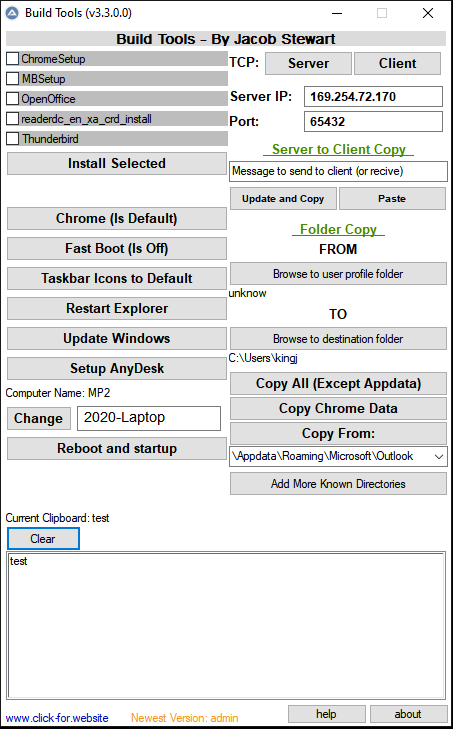 Build Tools (v3.3.0.0)
Build Tools - By Jacob Stewart
ChromeSetup
MBSetup
OpenOffice
readerdc_en_xa_crd_install
Thunderbird
Install Selected
Chrome (Is Default)
Fast Boot (Is Off)
Taskbar Icons to Default
Restart Explorer
Update Windows
Setup AnyDesk
Computer Name: MP2
Change
2020-Laptop
Reboot and startup
TCP:
Server
Client
Server IP:
169.254.72.170
Port:
65432
Server to Client Copy
Message to send to client (or recive)
Update and Copy
Paste
Folder Copy
FROM
Browse to user profile folder
unknow
TO
Browse to destination folder
C:\Users\kingj
Copy All (Except Appdata)
Copy Chrome Data
Copy From:
\Appdata\Roaming\Microsoft\Outlook
Add More Known Directories
Current Clipboard: test
Clear
test
www.click-for.website
Newest Version: admin
help
about